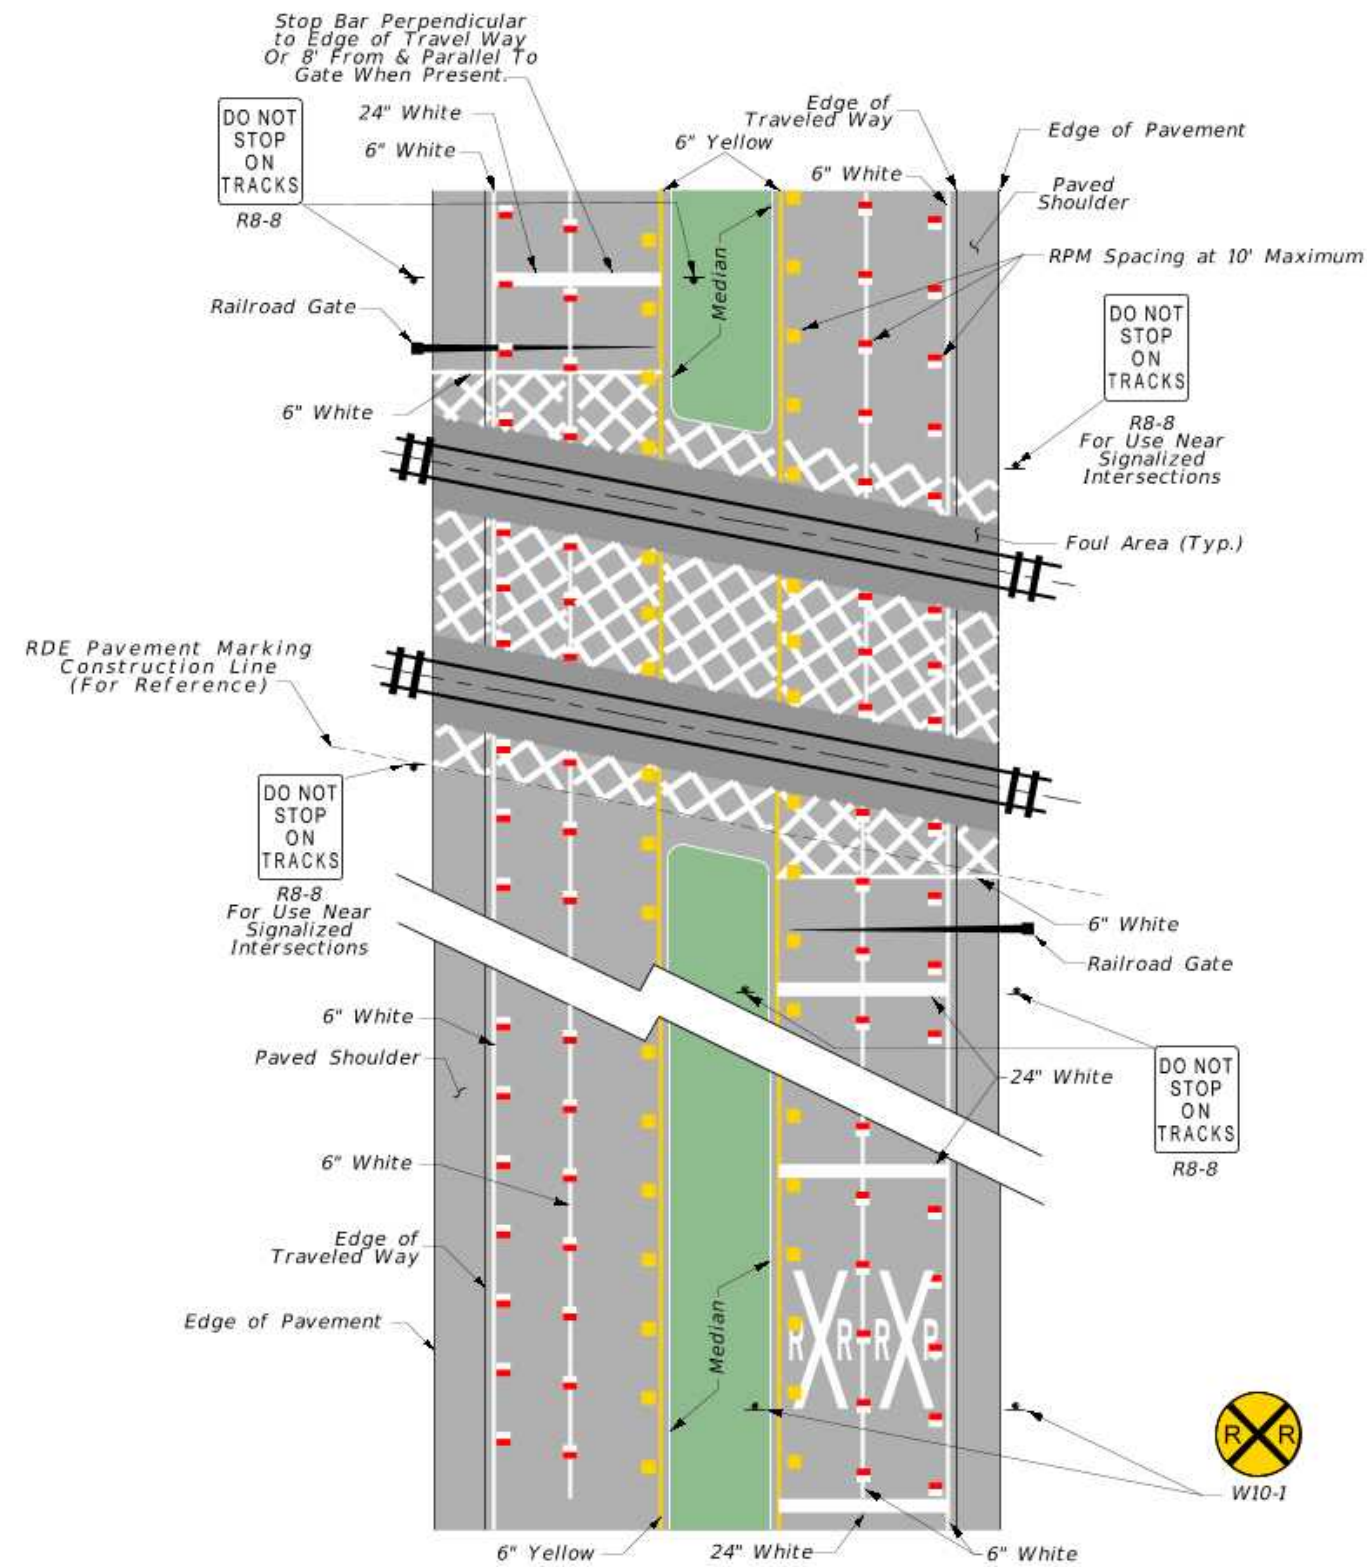 Stop Bar Perpendicular
to Edge of Travel Way
Or 8' From & Parallel To
Gate When Present.
DO NOT
STOP
ON
TRACKS
R8-8
24" White
6" White
6" Yellow
Edge of
Traveled Way
6" White
Edge of Pavement
Paved
Shoulder
RPM Spacing at 10' Maximum
Median
Railroad Gate
6" White
DO NOT
STOP
ON
TRACKS
R8-8
For Use Near
Signalized
Intersections
Foul Area (Typ.)
RDE Pavement Marking
Construction Line
(For Reference)
DO NOT
STOP
ON
TRACKS
R8-8
For Use Near
Signalized
Intersections
6" White
Railroad Gate
6" White
Paved Shoulder
24" White
DO NOT
STOP
ON
TRACKS
R8-8
6" White
Edge of
Traveled Way
Edge of Pavement
Median
R R R R
R R
W10-1
6" Yellow
24" White
6" White